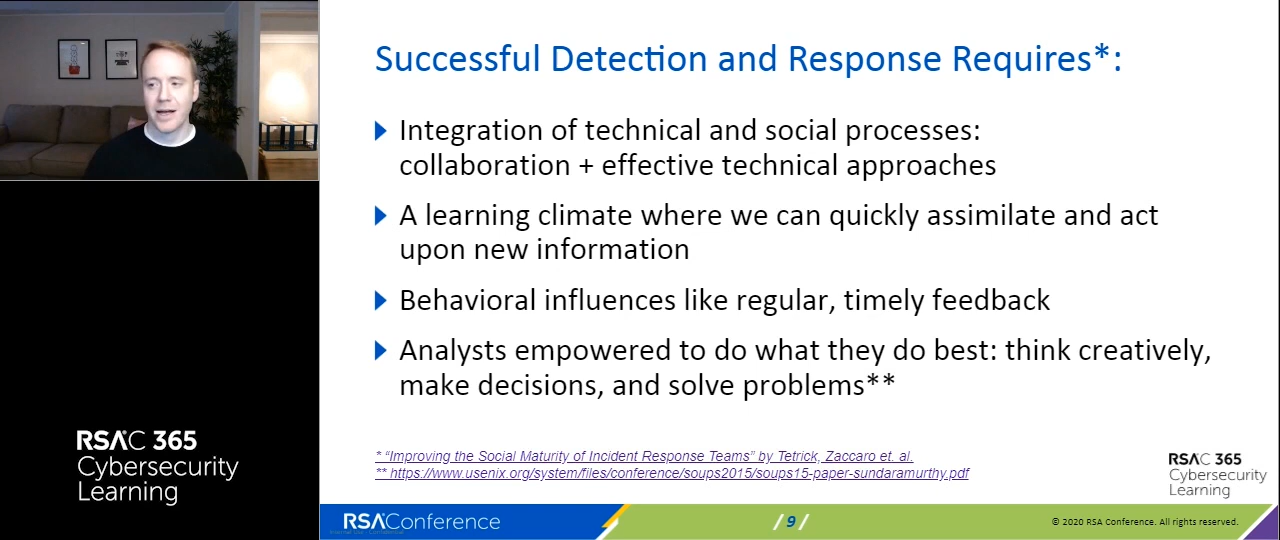 Successful Detection and Response Requires*:
Integration of technical and social processes:
collaboration + effective technical approaches
A learning climate where we can quickly assimilate and act
upon new information
Behavioral influences like regular, timely feedback
Analysts empowered to do what they do best: think creatively,
make decisions, and solve problems**
* "Improving the Social Maturity of Incident Response Teams" by Tetrick, Zaccaro et. al.
** https://www.usenix.org/system/files/conference/soups2015/soups15-paper-sundaramurthy.pdf
RSAC 365
Cybersecurity
Learning
RSAC 365
Cybersecurity
Learning
RSAConference
Internal Use - Confidential
/ 9 /
© 2020 RSA Conference. All rights reserved.